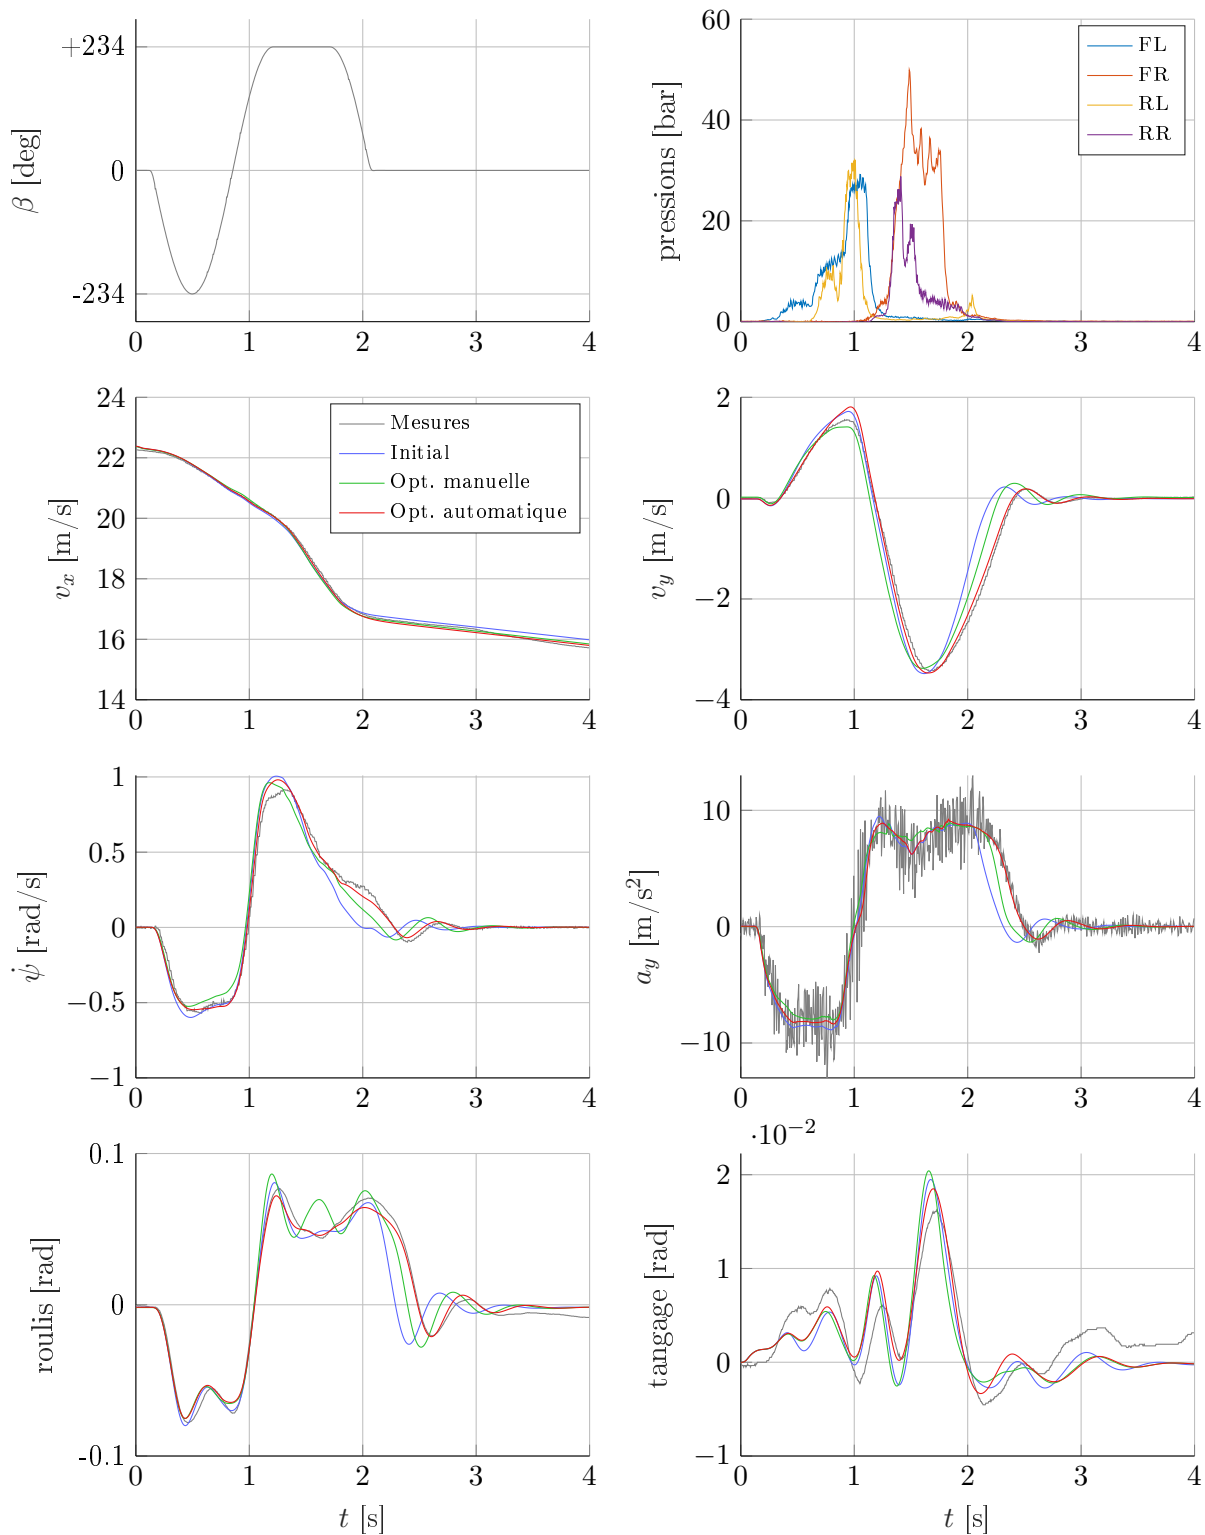 +234
0
-234
β [deg]
0 1 2 3 4
60
40
20
0
pressions [bar]
FL
FR
RL
RR
0 1 2 3 4
24
22
20
18
16
14
v_x [m/s]
Mesures
Initial
Opt. manuelle
Opt. automatique
0 1 2 3 4
2
0
−2
−4
v_y [m/s]
0 1 2 3 4
1
0.5
0
−0.5
−1
ψ̇ [rad/s]
0 1 2 3 4
10
0
−10
a_y [m/s²]
0 1 2 3 4
0.1
0
-0.1
roulis [rad]
0 1 2 3 4
t [s]
·10⁻²
2
1
0
−1
tangage [rad]
0 1 2 3 4
t [s]